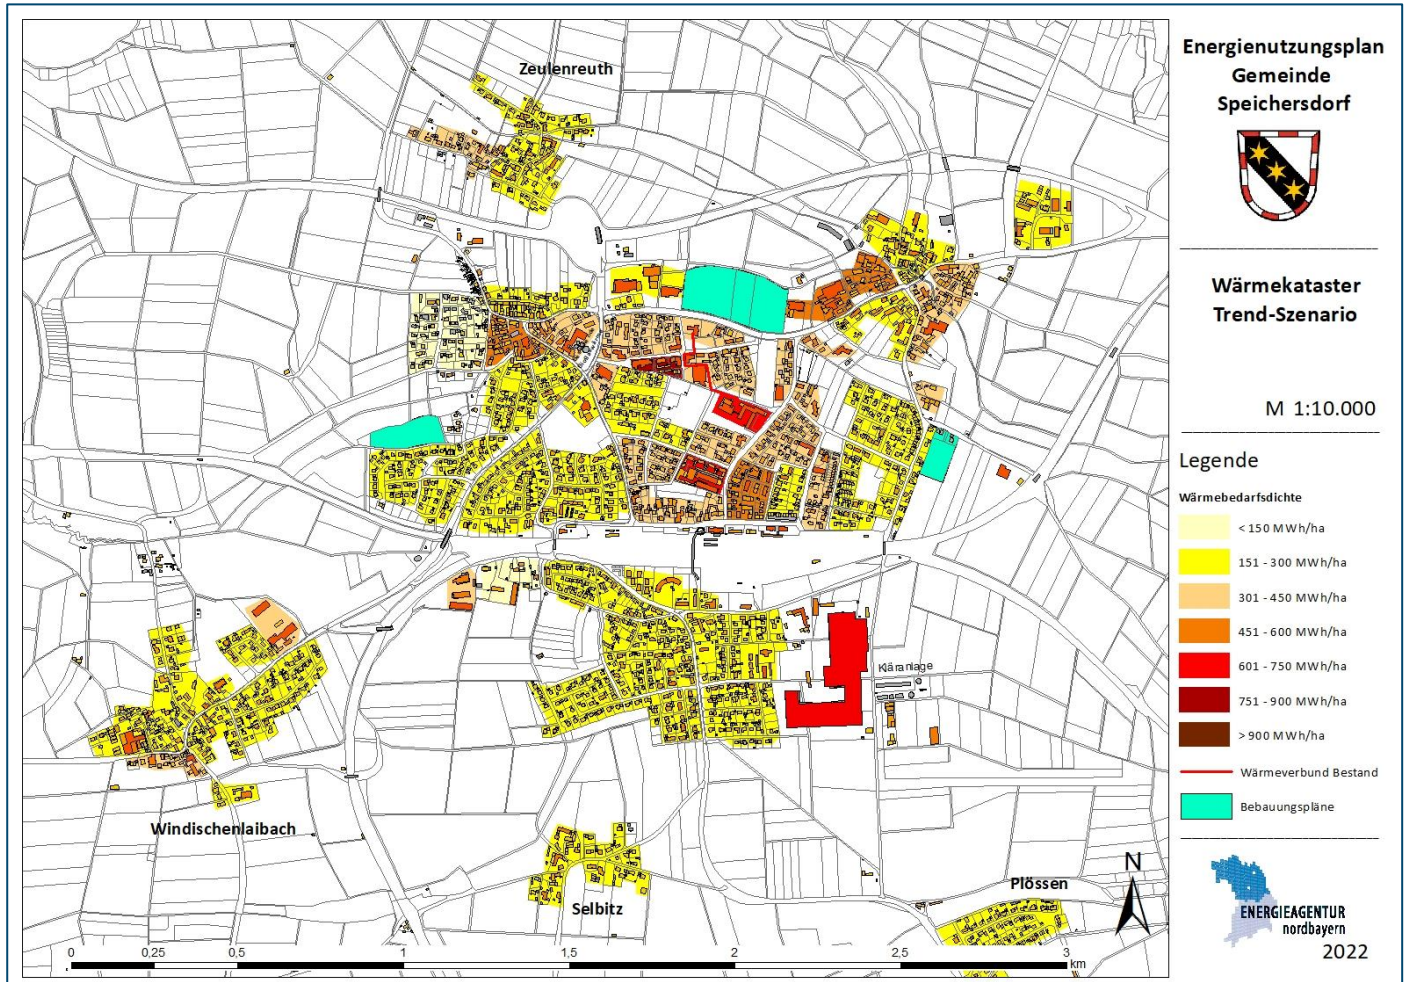 Energienutzungsplan
Gemeinde
Speichersdorf
Wärmekataster
Trend-Szenario
M 1:10.000
Legende
Wärmebedarfsdichte
< 150 MWh/ha
151 - 300 MWh/ha
301 - 450 MWh/ha
451 - 600 MWh/ha
601 - 750 MWh/ha
751 - 900 MWh/ha
> 900 MWh/ha
Wärmeverbund Bestand
Bebauungspläne
ENERGIEAGENTUR
nordbayern
2022
Zeulenreuth
Kläranlage
Windischenlaibach
Selbitz
Plössen
N
0 0,25 0,5 1 1,5 2 2,5 3
km